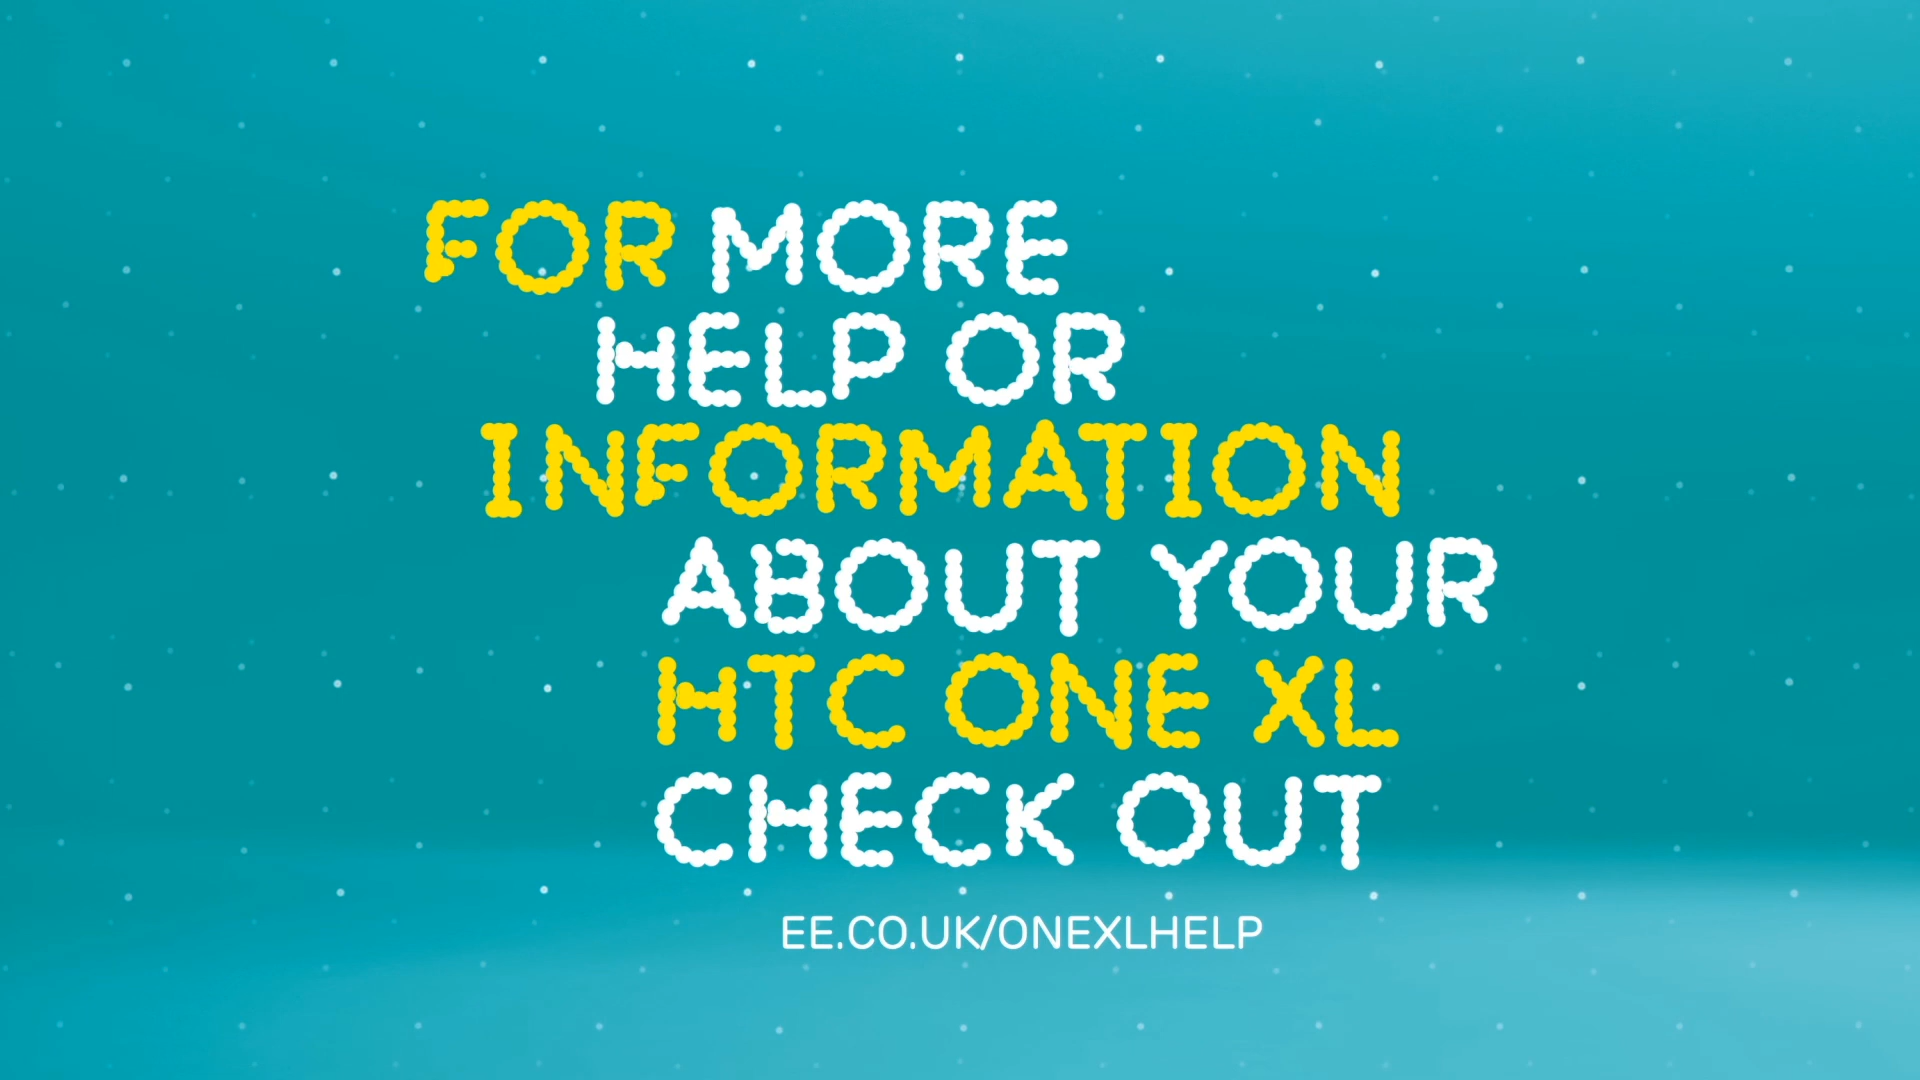 FOR MORE
HELP OR
INFORMATION
ABOUT YOUR
HTC ONE XL
CHECK OUT
EE.CO.UK/ONEXLHELP